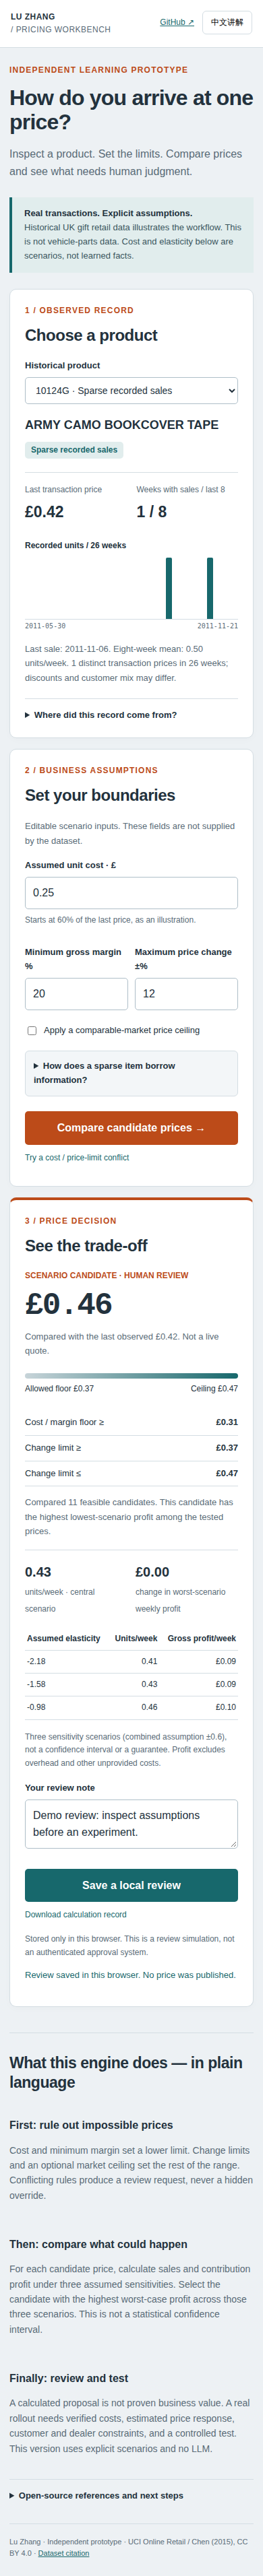 LU ZHANG
/ PRICING WORKBENCH
GitHub ↗
中文讲解
INDEPENDENT LEARNING PROTOTYPE
How do you arrive at one
price?
Inspect a product. Set the limits. Compare prices
and see what needs human judgment.
Real transactions. Explicit assumptions.
Historical UK gift retail data illustrates the workflow. This
is not vehicle-parts data. Cost and elasticity below are
scenarios, not learned facts.
1 / OBSERVED RECORD
Choose a product
Historical product
10124G · Sparse recorded sales
ARMY CAMO BOOKCOVER TAPE
Sparse recorded sales
Last transaction price
£0.42
Weeks with sales / last 8
1 / 8
Recorded units / 26 weeks
2011-05-30
2011-11-21
Last sale: 2011-11-06. Eight-week mean: 0.50
units/week. 1 distinct transaction prices in 26 weeks;
discounts and customer mix may differ.
Where did this record come from?
2 / BUSINESS ASSUMPTIONS
Set your boundaries
Editable scenario inputs. These fields are not supplied
by the dataset.
Assumed unit cost · £
0.25
Starts at 60% of the last price, as an illustration.
Minimum gross margin
%
20
Maximum price change
±%
12
Apply a comparable-market price ceiling
How does a sparse item borrow
information?
Compare candidate prices →
Try a cost / price-limit conflict
3 / PRICE DECISION
See the trade-off
SCENARIO CANDIDATE · HUMAN REVIEW
£0.46
Compared with the last observed £0.42. Not a live
quote.
Allowed floor £0.37
Ceiling £0.47
Cost / margin floor ≥ £0.31
Change limit ≥ £0.37
Change limit ≤ £0.47
Compared 11 feasible candidates. This candidate has
the highest lowest-scenario profit among the tested
prices.
0.43
units/week · central
scenario
£0.00
change in worst-scenario
weekly profit
Assumed elasticity Units/week Gross profit/week
-2.18 0.41 £0.09
-1.58 0.43 £0.09
-0.98 0.46 £0.10
Three sensitivity scenarios (combined assumption ±0.6),
not a confidence interval or a guarantee. Profit excludes
overhead and other unprovided costs.
Your review note
Demo review: inspect assumptions
before an experiment.
Save a local review
Download calculation record
Stored only in this browser. This is a review simulation, not
an authenticated approval system.
Review saved in this browser. No price was published.
What this engine does — in plain
language
First: rule out impossible prices
Cost and minimum margin set a lower limit. Change limits
and an optional market ceiling set the rest of the range.
Conflicting rules produce a review request, never a hidden
override.
Then: compare what could happen
For each candidate price, calculate sales and contribution
profit under three assumed sensitivities. Select the
candidate with the highest worst-case profit across those
three scenarios. This is not a statistical confidence
interval.
Finally: review and test
A calculated proposal is not proven business value. A real
rollout needs verified costs, estimated price response,
customer and dealer constraints, and a controlled test.
This version uses explicit scenarios and no LLM.
Open-source references and next steps
Lu Zhang · Independent prototype · UCI Online Retail / Chen (2015), CC
BY 4.0 · Dataset citation